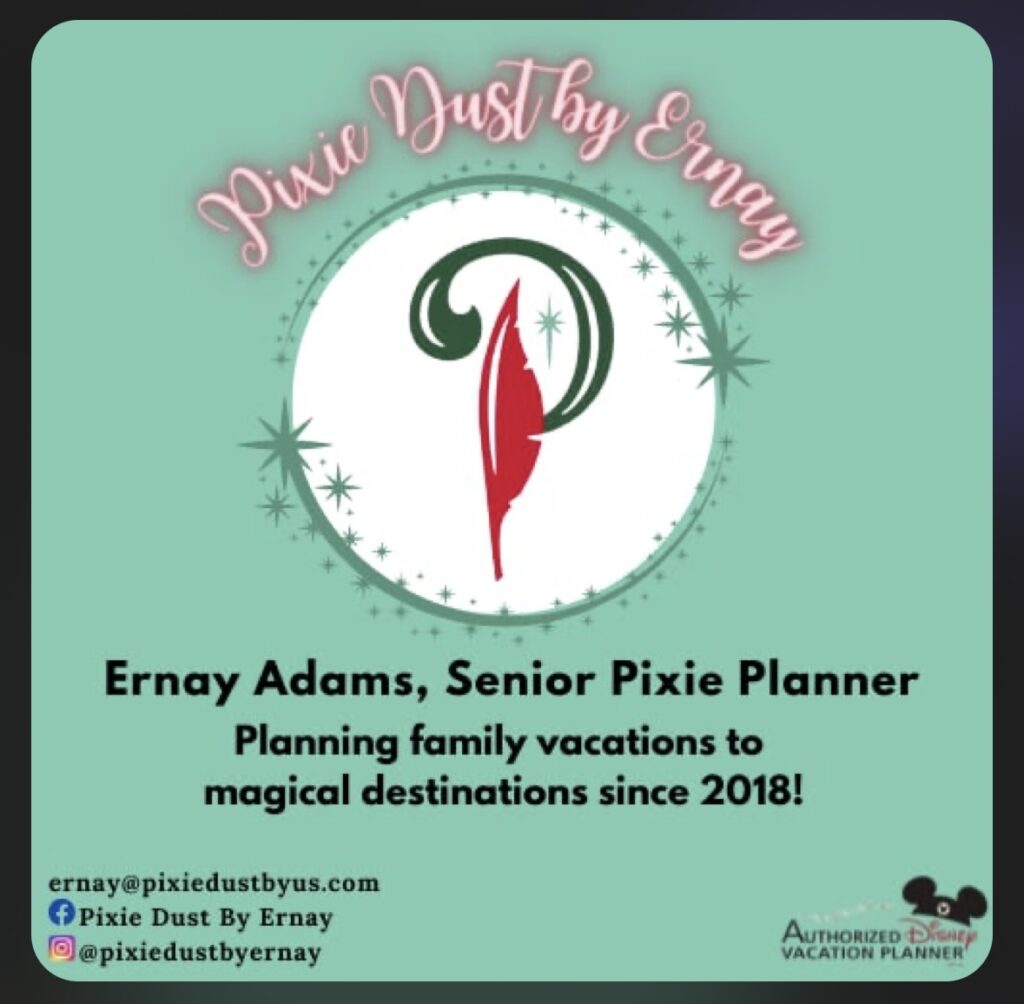 Pixie Dust by Ernay
P
Ernay Adams, Senior Pixie Planner
Planning family vacations to
magical destinations since 2018!
ernay@pixiedustbyus.com
Pixie Dust By Ernay
@pixiedustbyernay
AUTHORIZED Disney
VACATION PLANNER